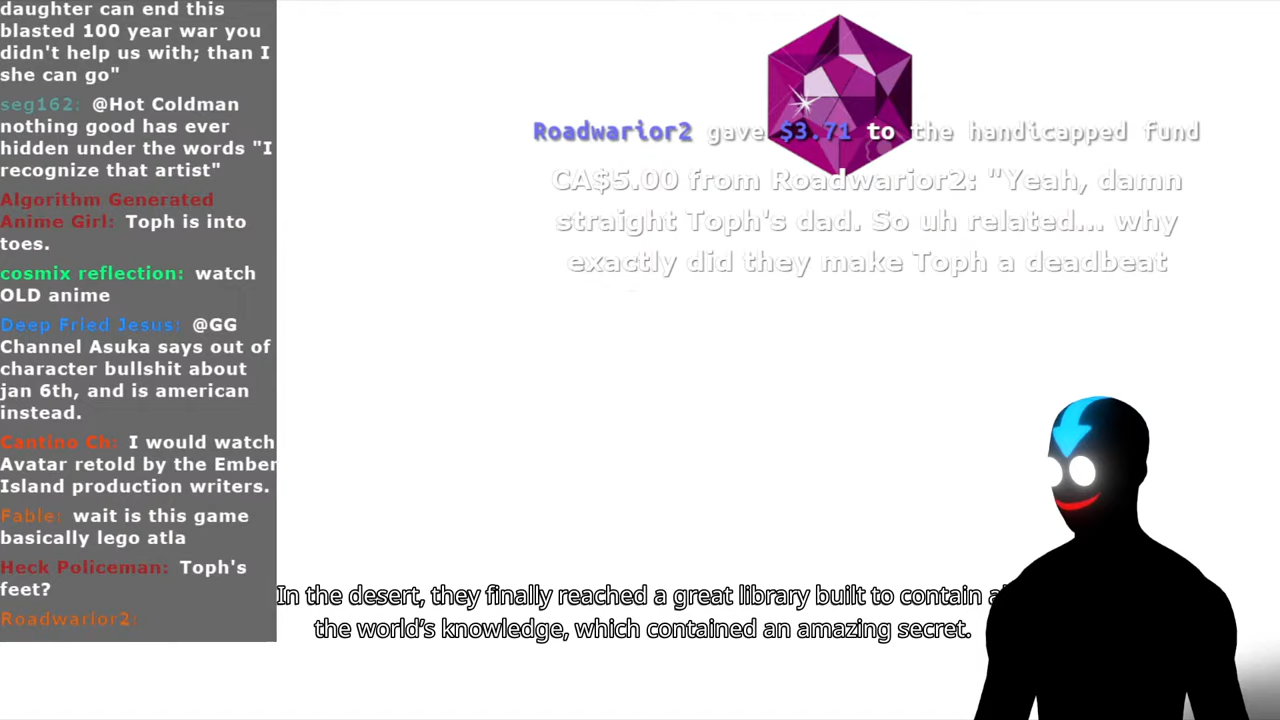 daughter can end this
blasted 100 year war you
didn't help us with; than I
she can go"
seg162: @Hot Coldman
nothing good has ever
hidden under the words "I
recognize that artist"
Algorithm Generated
Anime Girl: Toph is into
toes.
cosmix reflection: watch
OLD anime
Deep Fried Jesus: @GG
Channel Asuka says out of
character bullshit about
jan 6th, and is american
instead.
Cantino Ch: I would watch
Avatar retold by the Ember
Island production writers.
Fable: wait is this game
basically lego atla
Heck Policeman: Toph's
feet?
Roadwarior2:
Roadwarior2 gave $3.71 to the handicapped fund
CA$5.00 from Roadwarior2: "Yeah, damn
straight Toph's dad. So uh related... why
exactly did they make Toph a deadbeat
In the desert, they finally reached a great library built to contain
the world's knowledge, which contained an amazing secret.